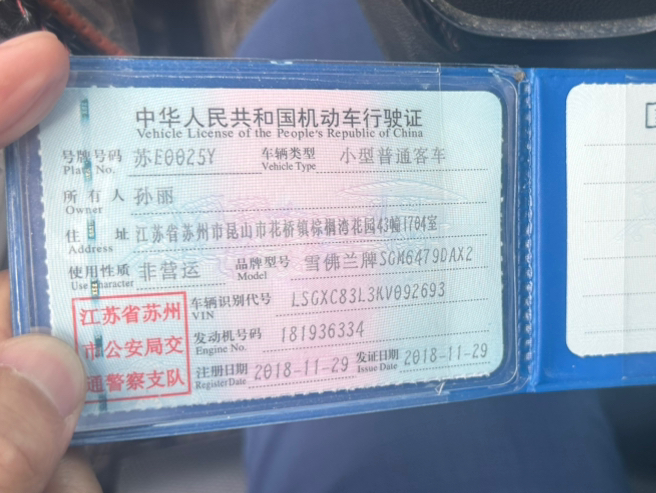 中华人民共和国机动车行驶证
Vehicle License of the People's Republic of China
号牌号码 苏E0025Y 车辆类型 小型普通客车
Plate No. Vehicle Type
所有人 孙丽
Owner
住址 江苏省苏州市昆山市花桥镇棕榈湾花园43幢1704室
Address
使用性质 非营运 品牌型号 雪佛兰牌SGM6479DAX2
Use Character Model
江苏省苏州
市公安局交
通警察支队
车辆识别代号 LSGXC83L3KV092693
VIN
发动机号码 181936334
Engine No.
注册日期 2018-11-29 发证日期 2018-11-29
Register Date Issue Date